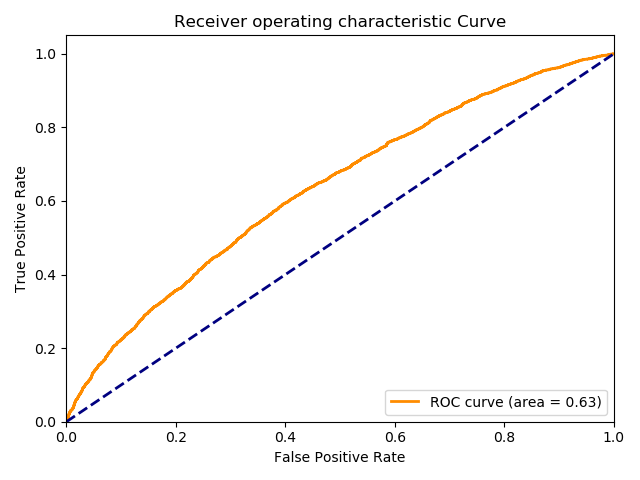 Receiver operating characteristic Curve
True Positive Rate
1.0
0.8
0.6
0.4
0.2
0.0
ROC curve (area = 0.63)
0.0 0.2 0.4 0.6 0.8 1.0
False Positive Rate